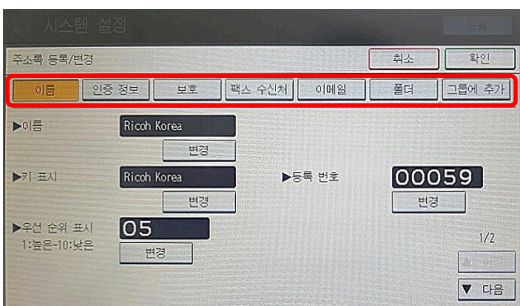 시스템 설정
주소록 등록/변경
취소
확인
이름 인증 정보 보호 팩스 수신처 이메일 폴더 그룹에 추가
▶이름 Ricoh Korea
변경
▶키 표시 Ricoh Korea ▶등록 번호 00059
변경 변경
▶우선 순위 표시 05
1:높은-10:낮은 변경
1/2
▼ 다음